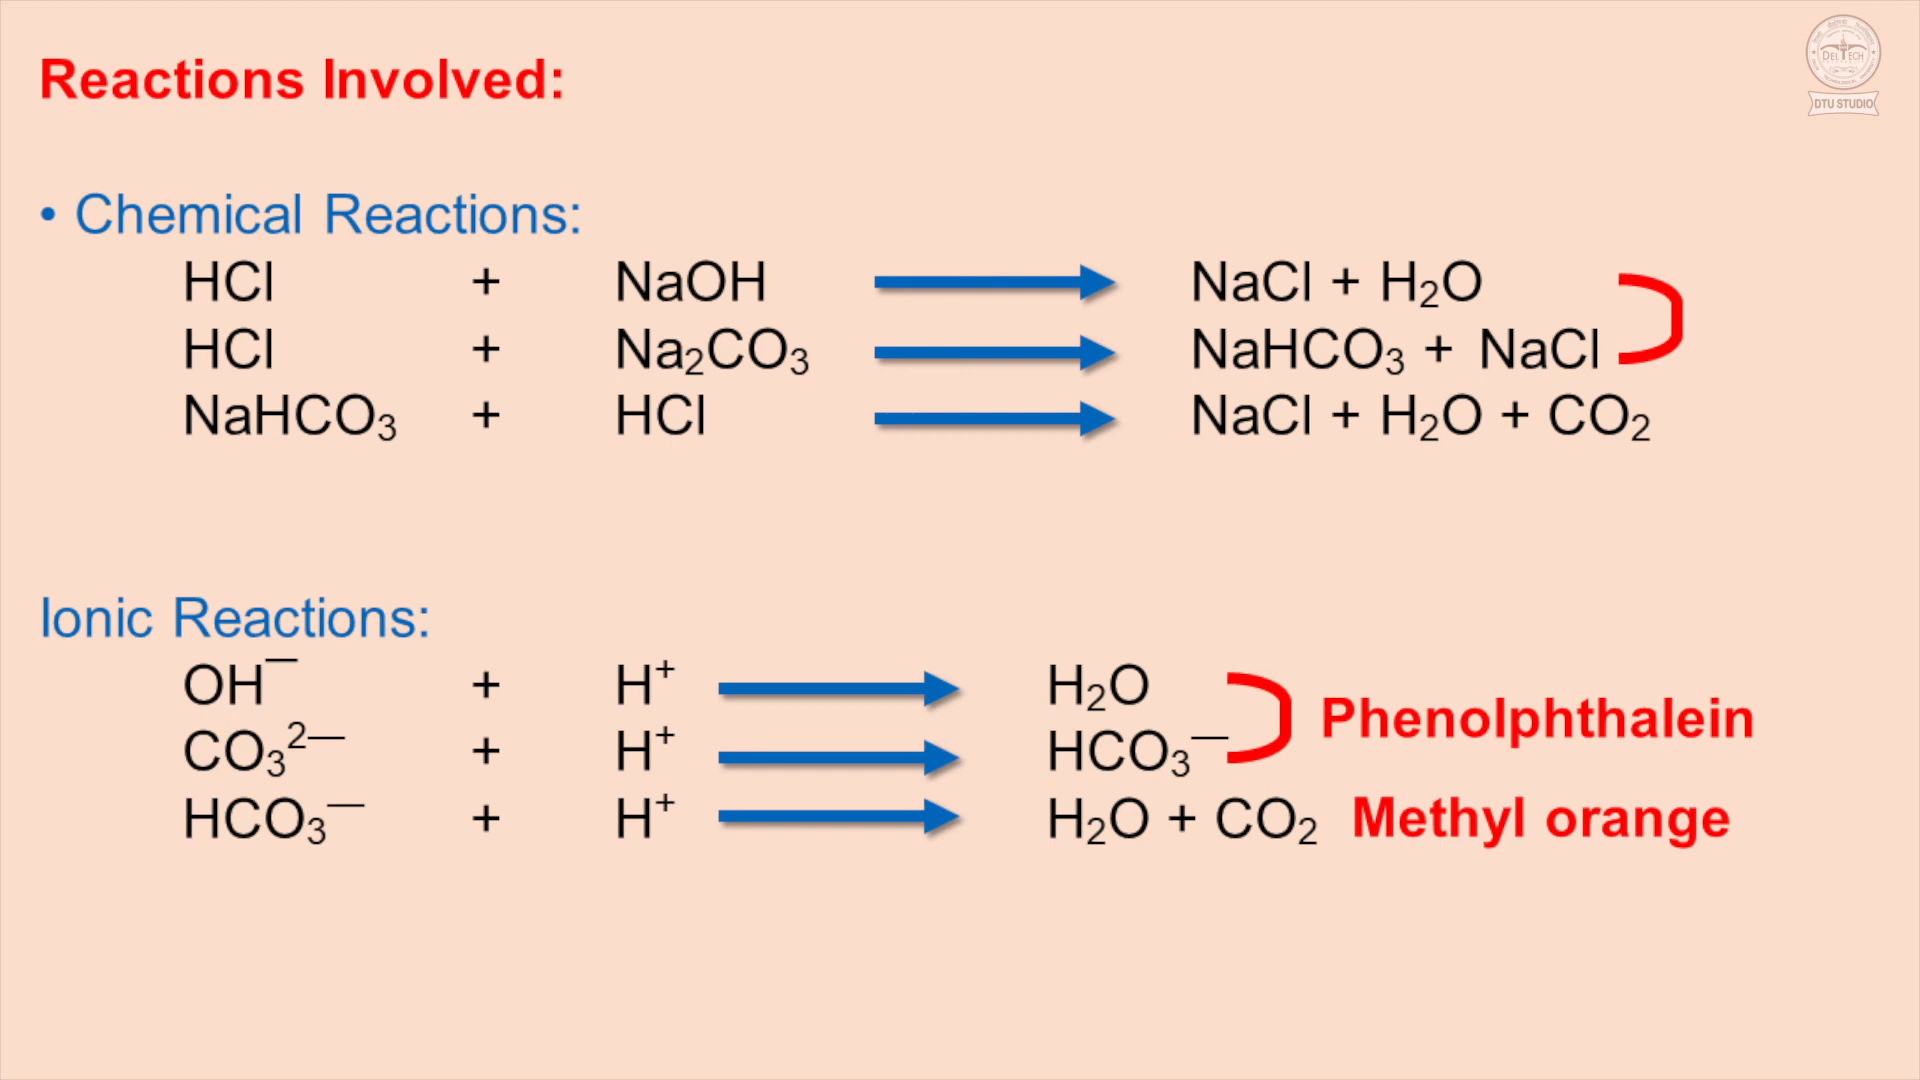 DELTECH
DTU STUDIO
Reactions Involved:
• Chemical Reactions:
HCl + NaOH → NaCl + H₂O
HCl + Na₂CO₃ → NaHCO₃ + NaCl
NaHCO₃ + HCl → NaCl + H₂O + CO₂
Ionic Reactions:
OH⁻ + H⁺ → H₂O
Phenolphthalein
CO₃²⁻ + H⁺ → HCO₃⁻
HCO₃⁻ + H⁺ → H₂O + CO₂ Methyl orange